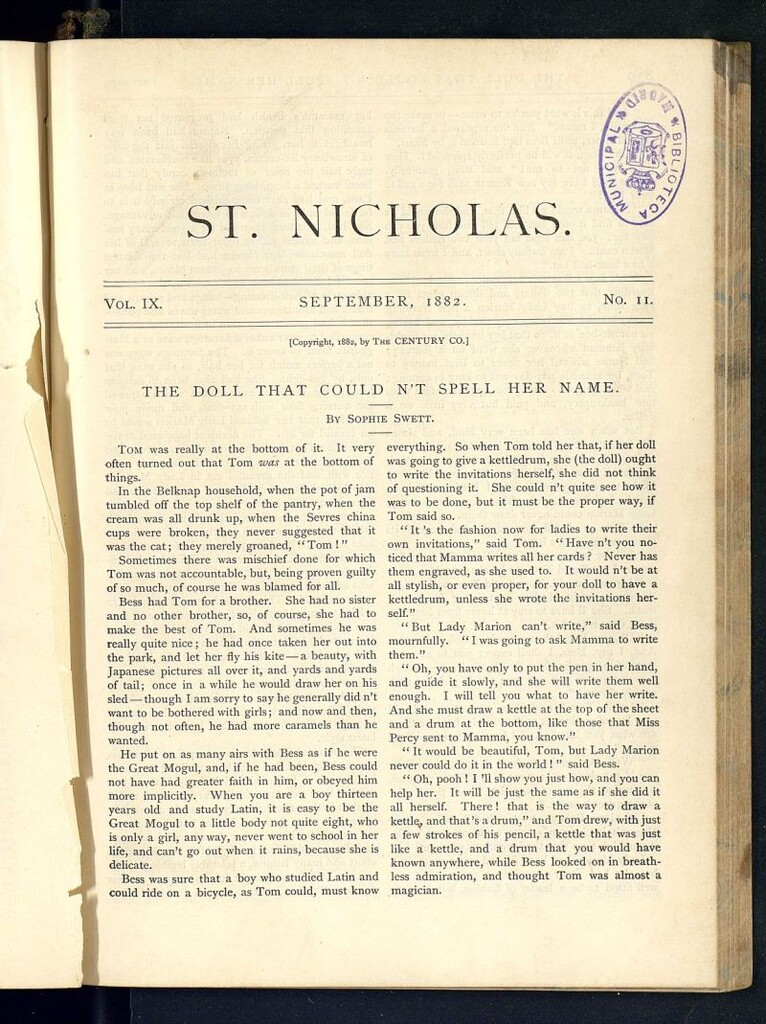 ST. NICHOLAS.
VOL. IX.
SEPTEMBER, 1882.
No. 11.
[Copyright, 1882, by THE CENTURY CO.]
THE DOLL THAT COULD N'T SPELL HER NAME.
BY SOPHIE SWETT.
TOM was really at the bottom of it. It very
often turned out that Tom was at the bottom of
things.
In the Belknap household, when the pot of jam
tumbled off the top shelf of the pantry, when the
cream was all drunk up, when the Sevres china
cups were broken, they never suggested that it
was the cat; they merely groaned, "Tom!"
Sometimes there was mischief done for which
Tom was not accountable, but, being proven guilty
of so much, of course he was blamed for all.
Bess had Tom for a brother. She had no sister
and no other brother, so, of course, she had to
make the best of Tom. And sometimes he was
really quite nice; he had once taken her out into
the park, and let her fly his kite—a beauty, with
Japanese pictures all over it, and yards and yards
of tail; once in a while he would draw her on his
sled—though I am sorry to say he generally did n't
want to be bothered with girls; and now and then,
though not often, he had more caramels than he
wanted.
He put on as many airs with Bess as if he were
the Great Mogul, and, if he had been, Bess could
not have had greater faith in him, or obeyed him
more implicitly. When you are a boy thirteen
years old and study Latin, it is easy to be the
Great Mogul to a little body not quite eight, who
is only a girl, any way, never went to school in her
life, and can't go out when it rains, because she is
delicate.
Bess was sure that a boy who studied Latin and
could ride on a bicycle, as Tom could, must know
everything. So when Tom told her that, if her doll
was going to give a kettledrum, she (the doll) ought
to write the invitations herself, she did not think
of questioning it. She could n't quite see how it
was to be done, but it must be the proper way, if
Tom said so.
"It 's the fashion now for ladies to write their
own invitations," said Tom. "Have n't you no-
ticed that Mamma writes all her cards? Never has
them engraved, as she used to. It would n't be at
all stylish, or even proper, for your doll to have a
kettledrum, unless she wrote the invitations her-
self."
"But Lady Marion can't write," said Bess,
mournfully. "I was going to ask Mamma to write
them."
"Oh, you have only to put the pen in her hand,
and guide it slowly, and she will write them well
enough. I will tell you what to have her write.
And she must draw a kettle at the top of the sheet
and a drum at the bottom, like those that Miss
Percy sent to Mamma, you know."
"It would be beautiful, Tom, but Lady Marion
never could do it in the world!" said Bess.
"Oh, pooh! I 'll show you just how, and you can
help her. It will be just the same as if she did it
all herself. There! that is the way to draw a
kettle, and that's a drum," and Tom drew, with just
a few strokes of his pencil, a kettle that was just
like a kettle, and a drum that you would have
known anywhere, while Bess looked on in breath-
less admiration, and thought Tom was almost a
magician.
BIBLIOTECA MUNICIPAL * MADRID *